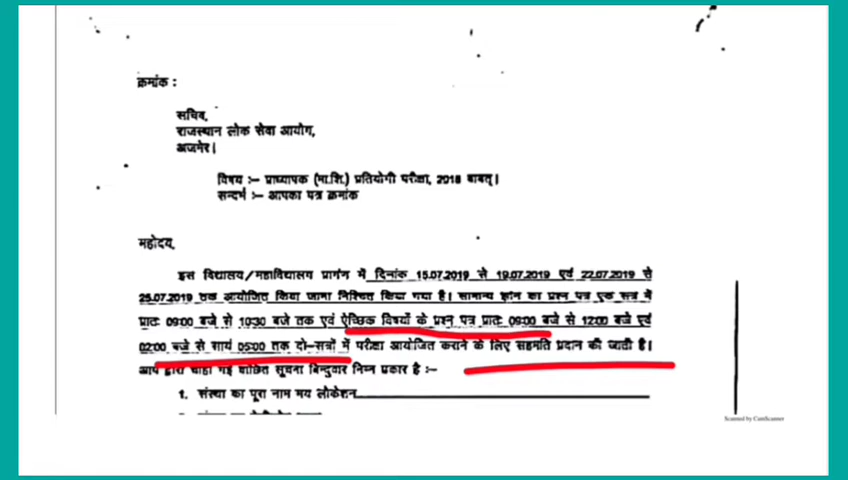 क्रमांक :
सचिव,
राजस्थान लोक सेवा आयोग,
अजमेर।
विषय :– प्राध्यापक (मा.शि.) प्रतियोगी परीक्षा, 2018 बाबत्।
सन्दर्भ :– आपका पत्र क्रमांक
महोदय,
इस विद्यालय/महाविद्यालय प्रागंन में दिनांक 15.07.2019 से 19.07.2019 एवं 22.07.2019 से
25.07.2019 तक आयोजित किया जाना निश्चित किया गया है। सामान्य ज्ञान का प्रश्न पत्र एक सत्र में
प्रातः 09:00 बजे से 10:30 बजे तक एवं ऐच्छिक विषयों के प्रश्न पत्र प्रातः 09:00 बजे से 12:00 बजे एवं
02:00 बजे से सायं 05:00 तक दो–सत्रों में परीक्षा आयोजित कराने के लिए सहमति प्रदान की जाती है।
आप द्वारा चाही गई वांछित सूचना बिन्दुवार निम्न प्रकार है :–
1. संस्था का पूरा नाम मय लोकेशन
Scanned by CamScanner